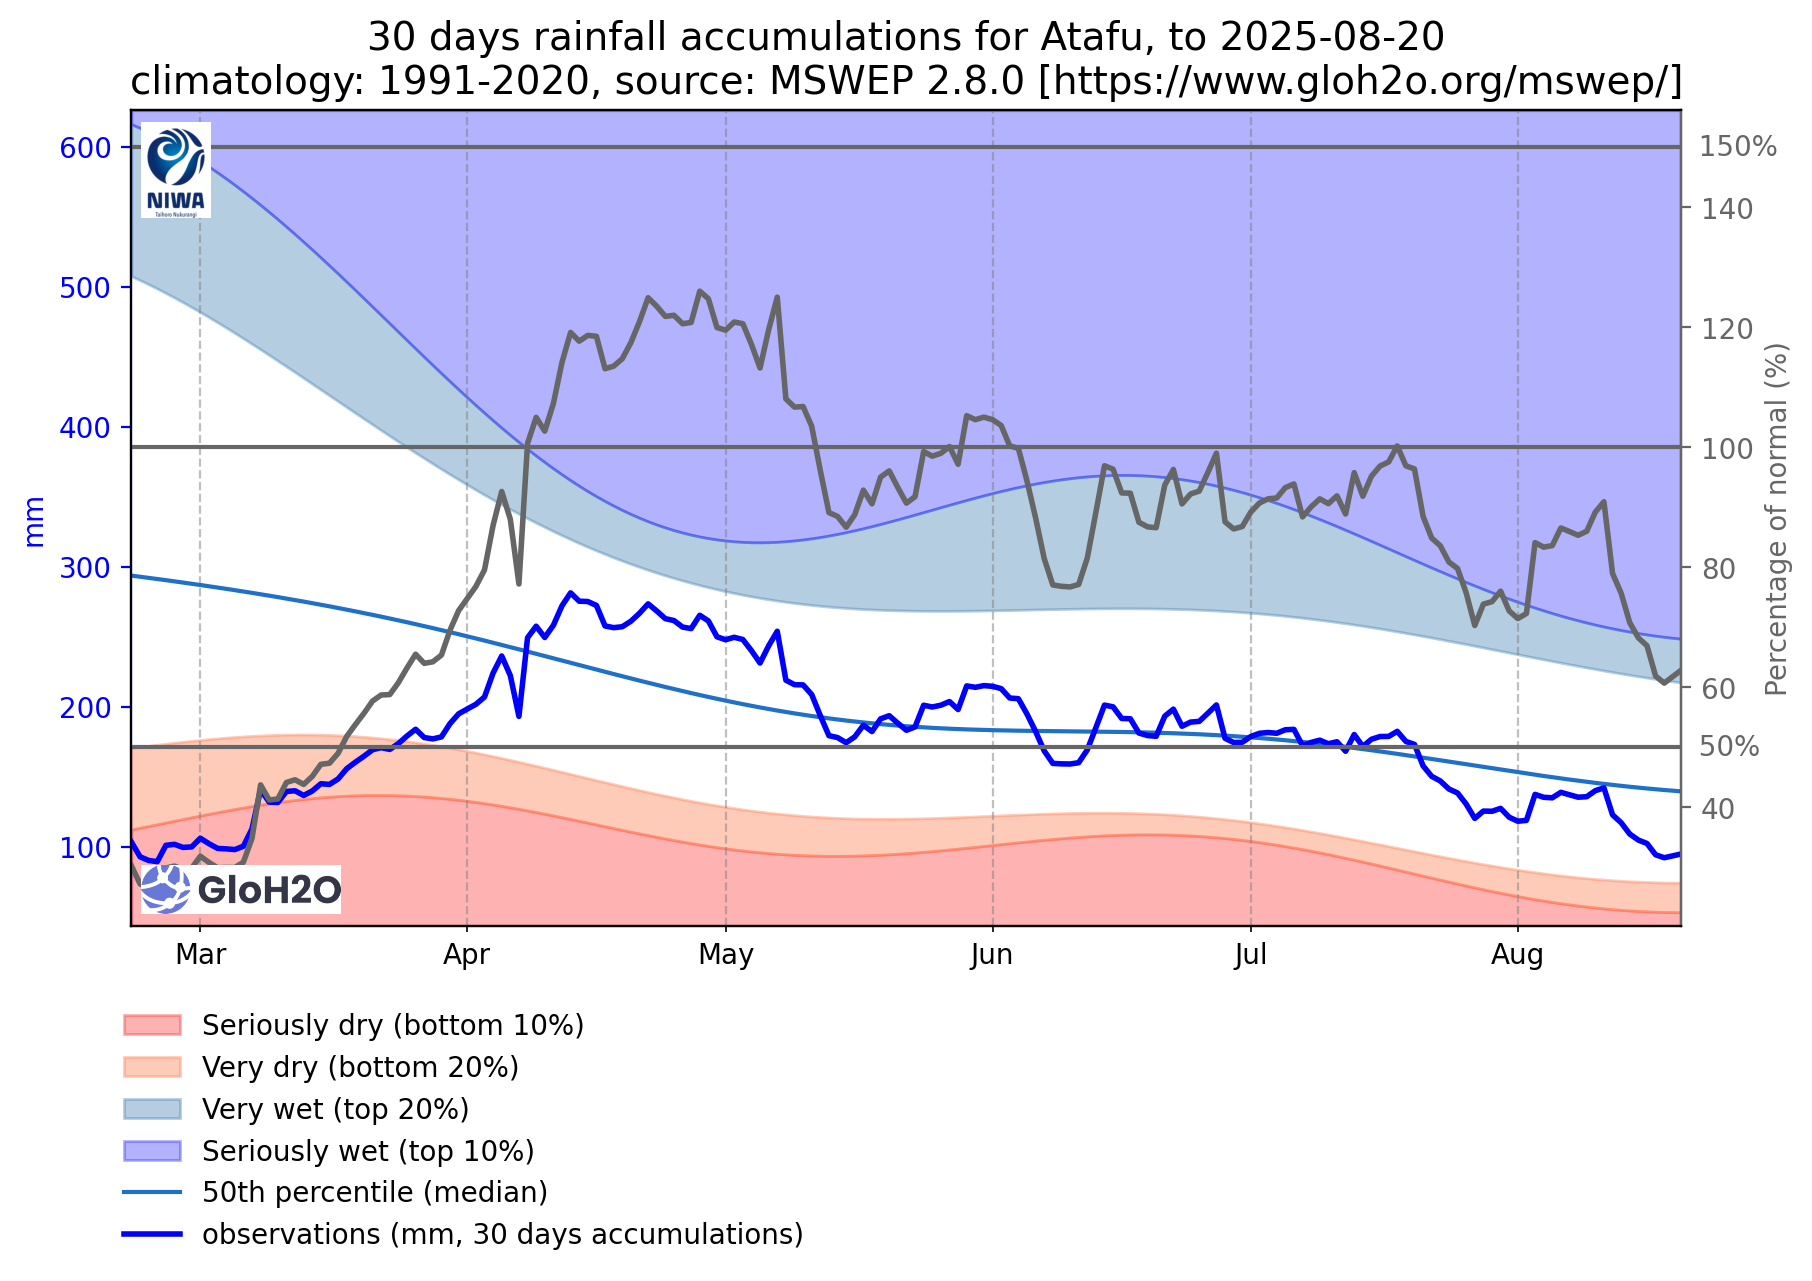 30 days rainfall accumulations for Atafu, to 2025-08-20
climatology: 1991-2020, source: MSWEP 2.8.0 [https://www.gloh2o.org/mswep/]
600
500
400
300
200
100
mm
150%
140
120
100
80
60
50%
40
Percentage of normal (%)
NIWA
Taihoro Nukurangi
GloH2O
Mar
Apr
May
Jun
Jul
Aug
Seriously dry (bottom 10%)
Very dry (bottom 20%)
Very wet (top 20%)
Seriously wet (top 10%)
50th percentile (median)
observations (mm, 30 days accumulations)